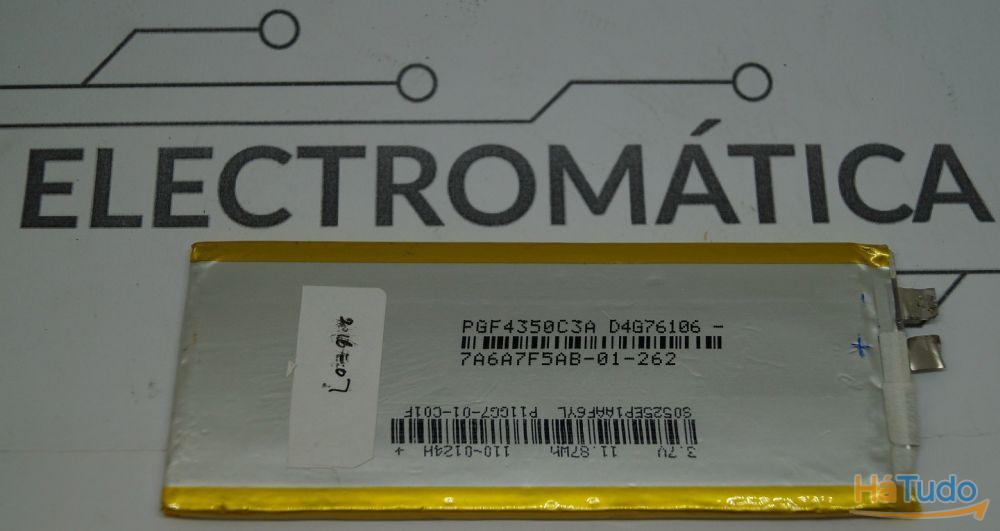 ELECTROMÁTICA
PGF4350C3A D4G76106 -
7A6A7F5AB-01-262
S0525EP1AAF6YL P11GG7-01-C01F
3.7V 11.87Wh 110-0124H +
- +
HáTudo